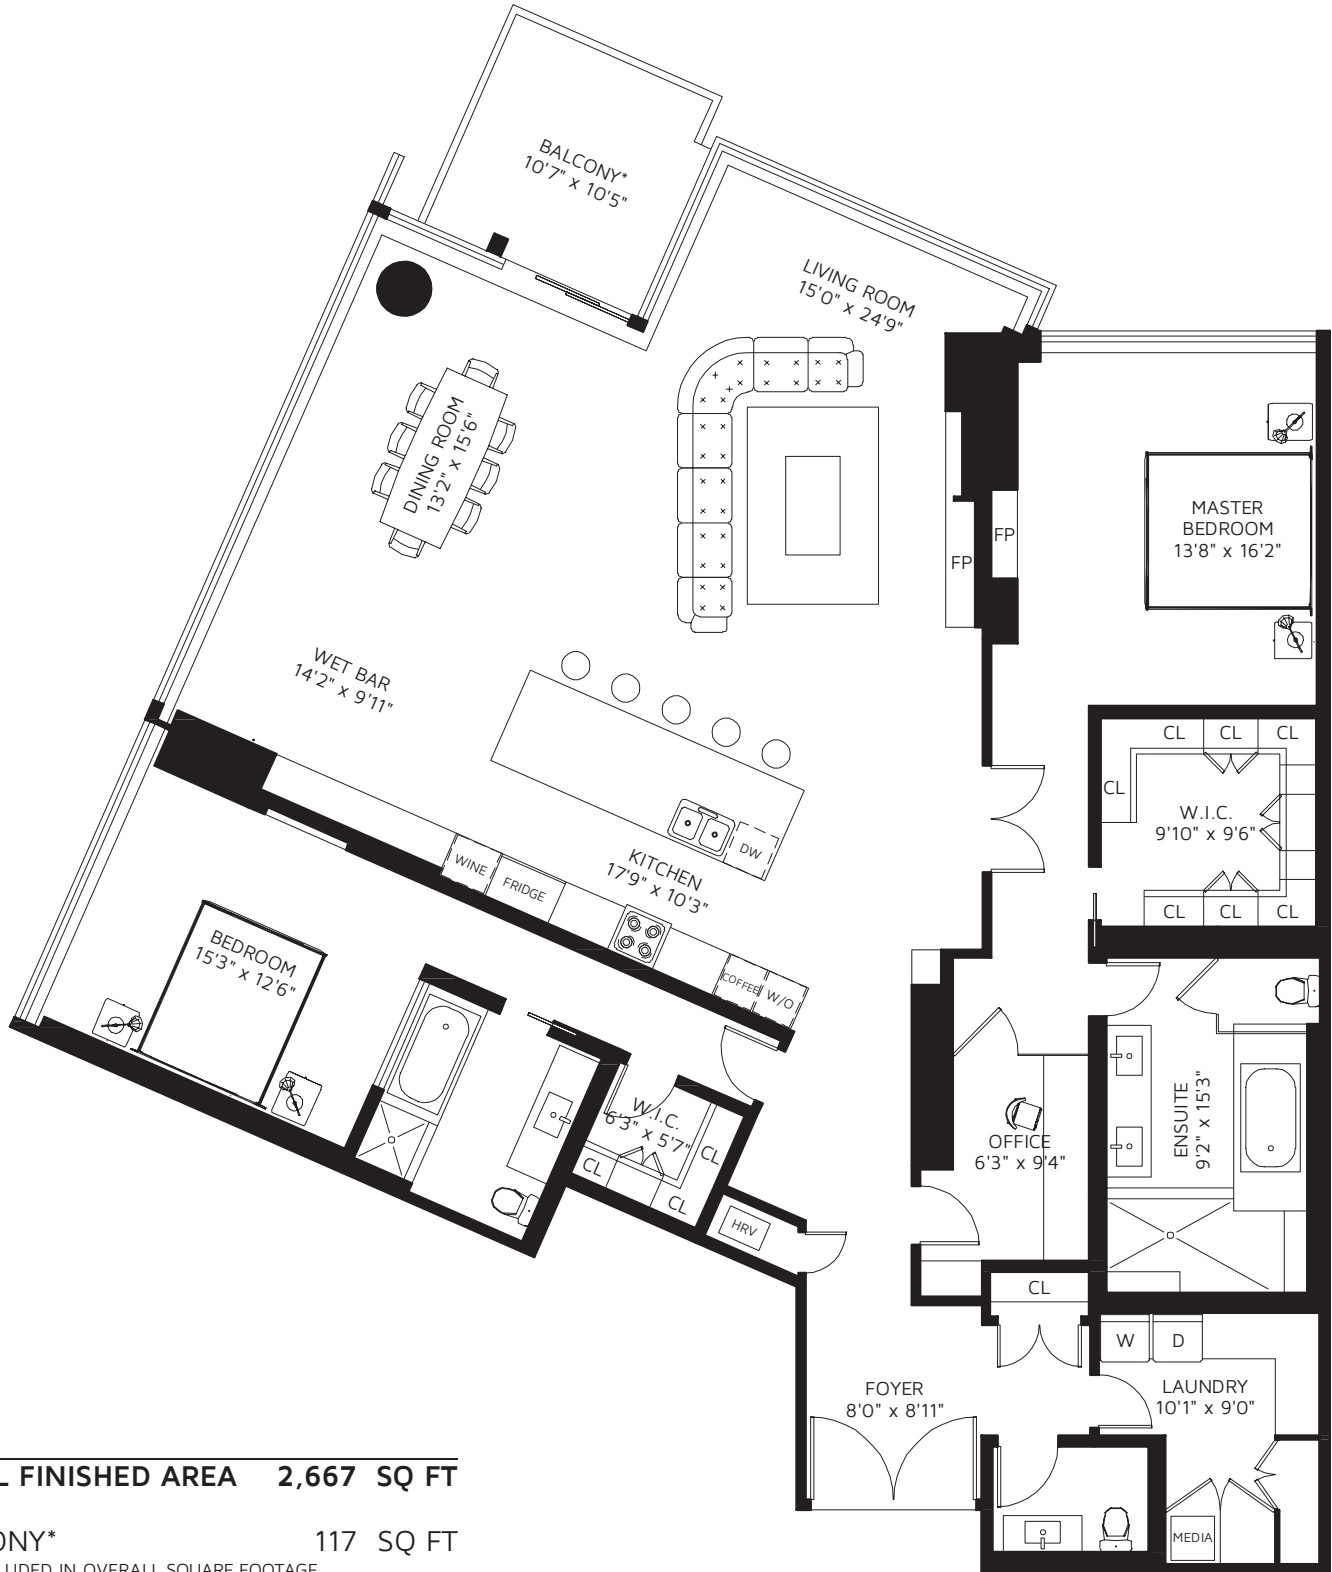 BALCONY*
10'7" x 10'5"
LIVING ROOM
15'0" x 24'9"
DINING ROOM
13'2" x 15'6"
FP
FP
MASTER
BEDROOM
13'8" x 16'2"
WET BAR
14'2" x 9'11"
CL
CL
CL
CL
W.I.C.
9'10" x 9'6"
CL
CL
CL
DW
KITCHEN
17'9" x 10'3"
WINE
FRIDGE
COFFEE
W/O
BEDROOM
15'3" x 12'6"
W.I.C.
6'3" x 5'7"
CL
CL
CL
HRV
OFFICE
6'3" x 9'4"
ENSUITE
9'2" x 15'3"
CL
W
D
FOYER
8'0" x 8'11"
LAUNDRY
10'1" x 9'0"
MEDIA
L FINISHED AREA 2,667 SQ FT
ONY* 117 SQ FT
LUDED IN OVERALL SQUARE FOOTAGE